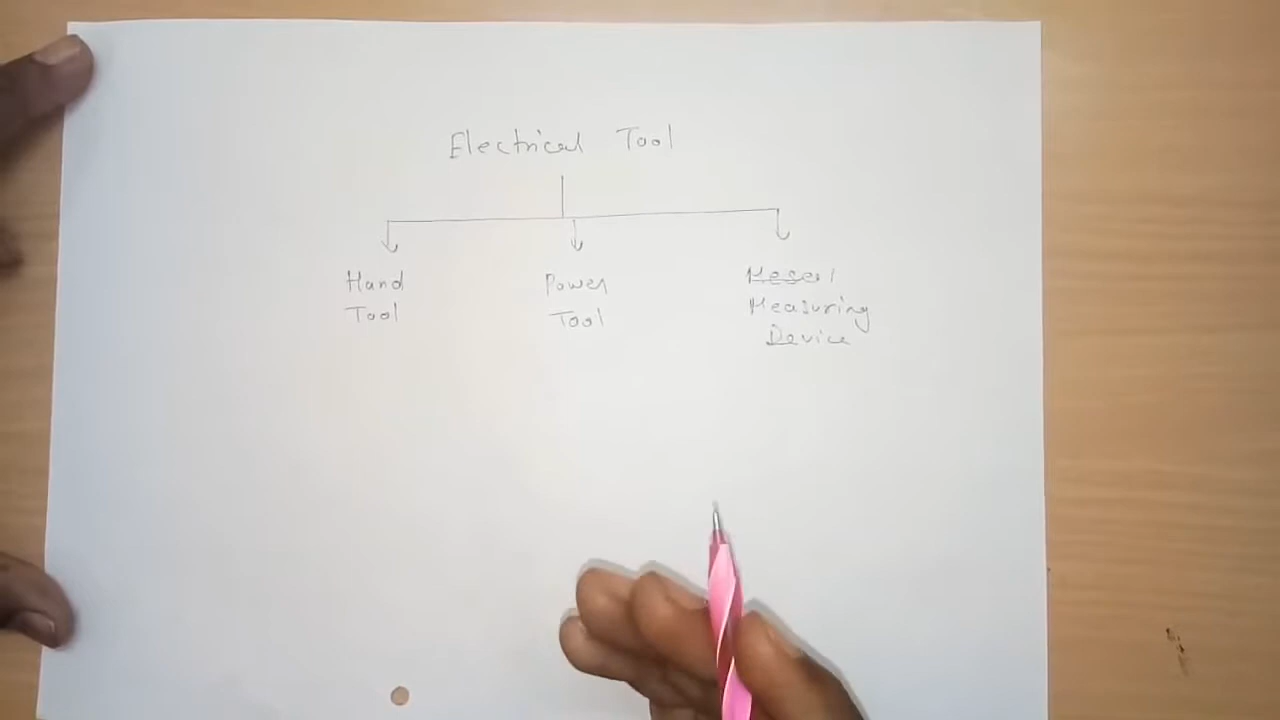 Electrical Tool
Hand
Tool
Power
Tool
Measuring
Device